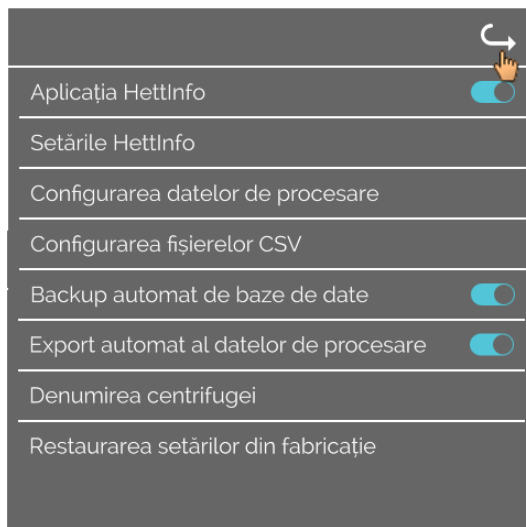 Aplicația HettInfo
Setările HettInfo
Configurarea datelor de procesare
Configurarea fișierelor CSV
Backup automat de baze de date
Export automat al datelor de procesare
Denumirea centrifugei
Restaurarea setărilor din fabricație